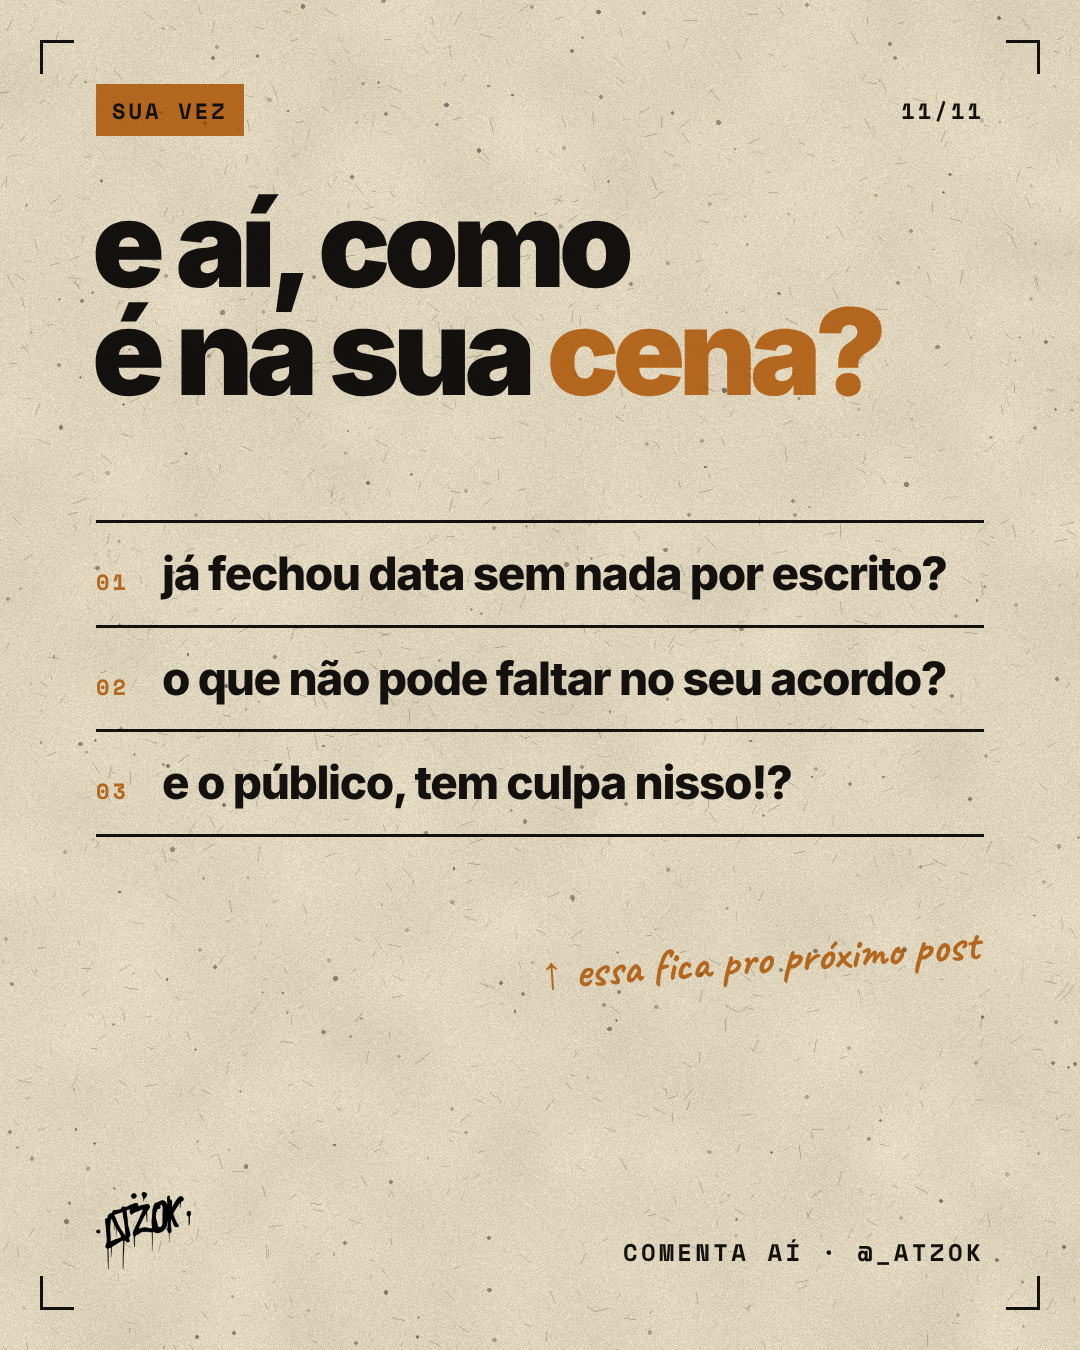 SUA VEZ
11/11
e aí, como
é na sua cena?
01 já fechou data sem nada por escrito?
02 o que não pode faltar no seu acordo?
03 e o público, tem culpa nisso!?
↑ essa fica pro próximo post
ATZOK
COMENTA AÍ · @_ATZOK